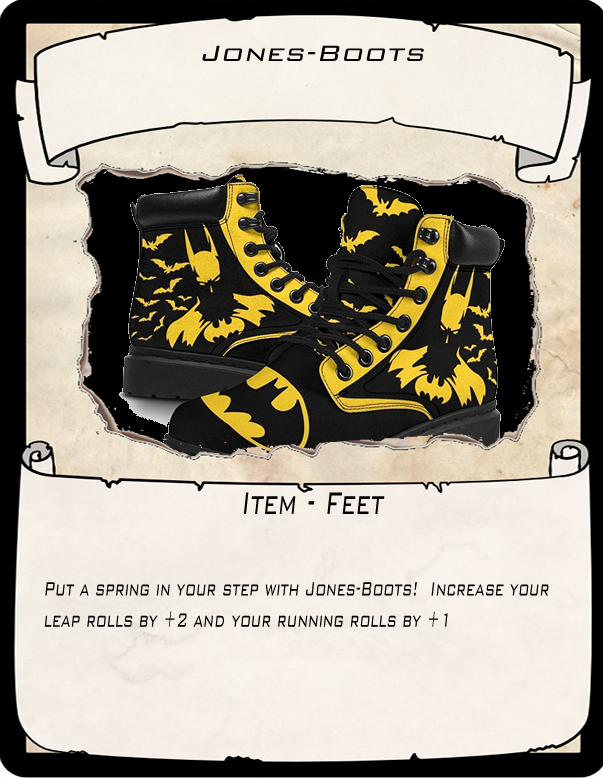 Jones-Boots
Item - Feet
Put a spring in your step with Jones-Boots! Increase your
leap rolls by +2 and your running rolls by +1